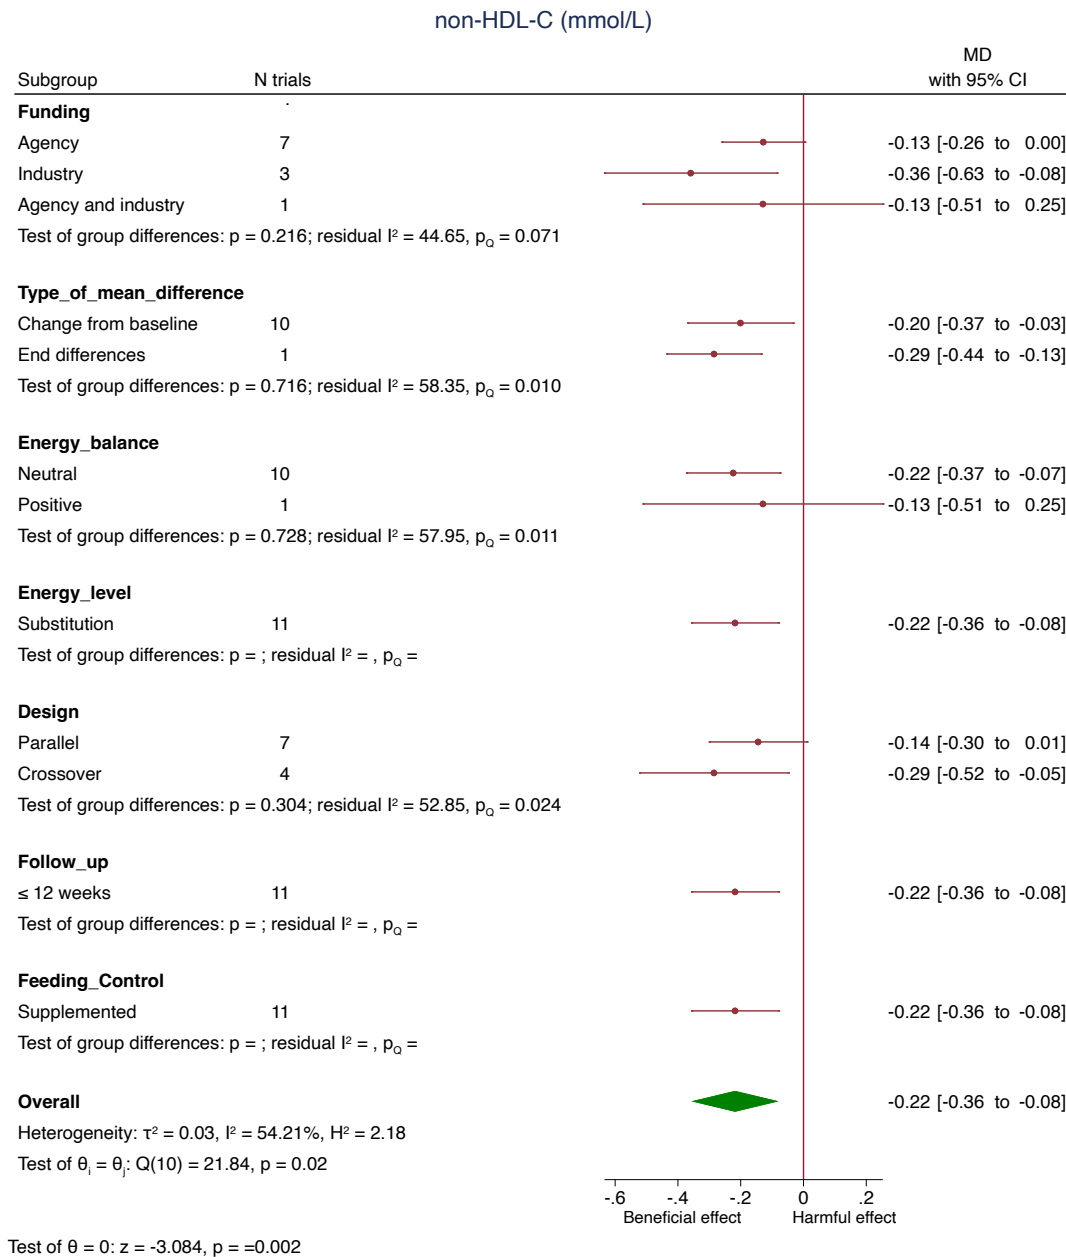 non-HDL-C (mmol/L)
MD
Subgroup N trials with 95% CI
Funding .
Agency 7 -0.13 [-0.26 to 0.00]
Industry 3 -0.36 [-0.63 to -0.08]
Agency and industry 1 -0.13 [-0.51 to 0.25]
Test of group differences: p = 0.216; residual I² = 44.65, pQ = 0.071
Type_of_mean_difference
Change from baseline 10 -0.20 [-0.37 to -0.03]
End differences 1 -0.29 [-0.44 to -0.13]
Test of group differences: p = 0.716; residual I² = 58.35, pQ = 0.010
Energy_balance
Neutral 10 -0.22 [-0.37 to -0.07]
Positive 1 -0.13 [-0.51 to 0.25]
Test of group differences: p = 0.728; residual I² = 57.95, pQ = 0.011
Energy_level
Substitution 11 -0.22 [-0.36 to -0.08]
Test of group differences: p = ; residual I² = , pQ =
Design
Parallel 7 -0.14 [-0.30 to 0.01]
Crossover 4 -0.29 [-0.52 to -0.05]
Test of group differences: p = 0.304; residual I² = 52.85, pQ = 0.024
Follow_up
≤ 12 weeks 11 -0.22 [-0.36 to -0.08]
Test of group differences: p = ; residual I² = , pQ =
Feeding_Control
Supplemented 11 -0.22 [-0.36 to -0.08]
Test of group differences: p = ; residual I² = , pQ =
Overall -0.22 [-0.36 to -0.08]
Heterogeneity: τ² = 0.03, I² = 54.21%, H² = 2.18
Test of θi = θj: Q(10) = 21.84, p = 0.02
-.6 -.4 -.2 0 .2
Beneficial effect Harmful effect
Test of θ = 0: z = -3.084, p = =0.002